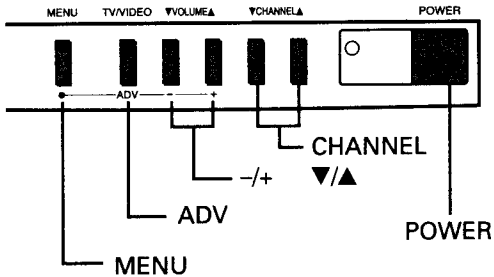 MENU TV/VIDEO ▼VOLUME▲ ▼CHANNEL▲ POWER
ADV - +
CHANNEL
-/+ ▼/▲
ADV
POWER
MENU